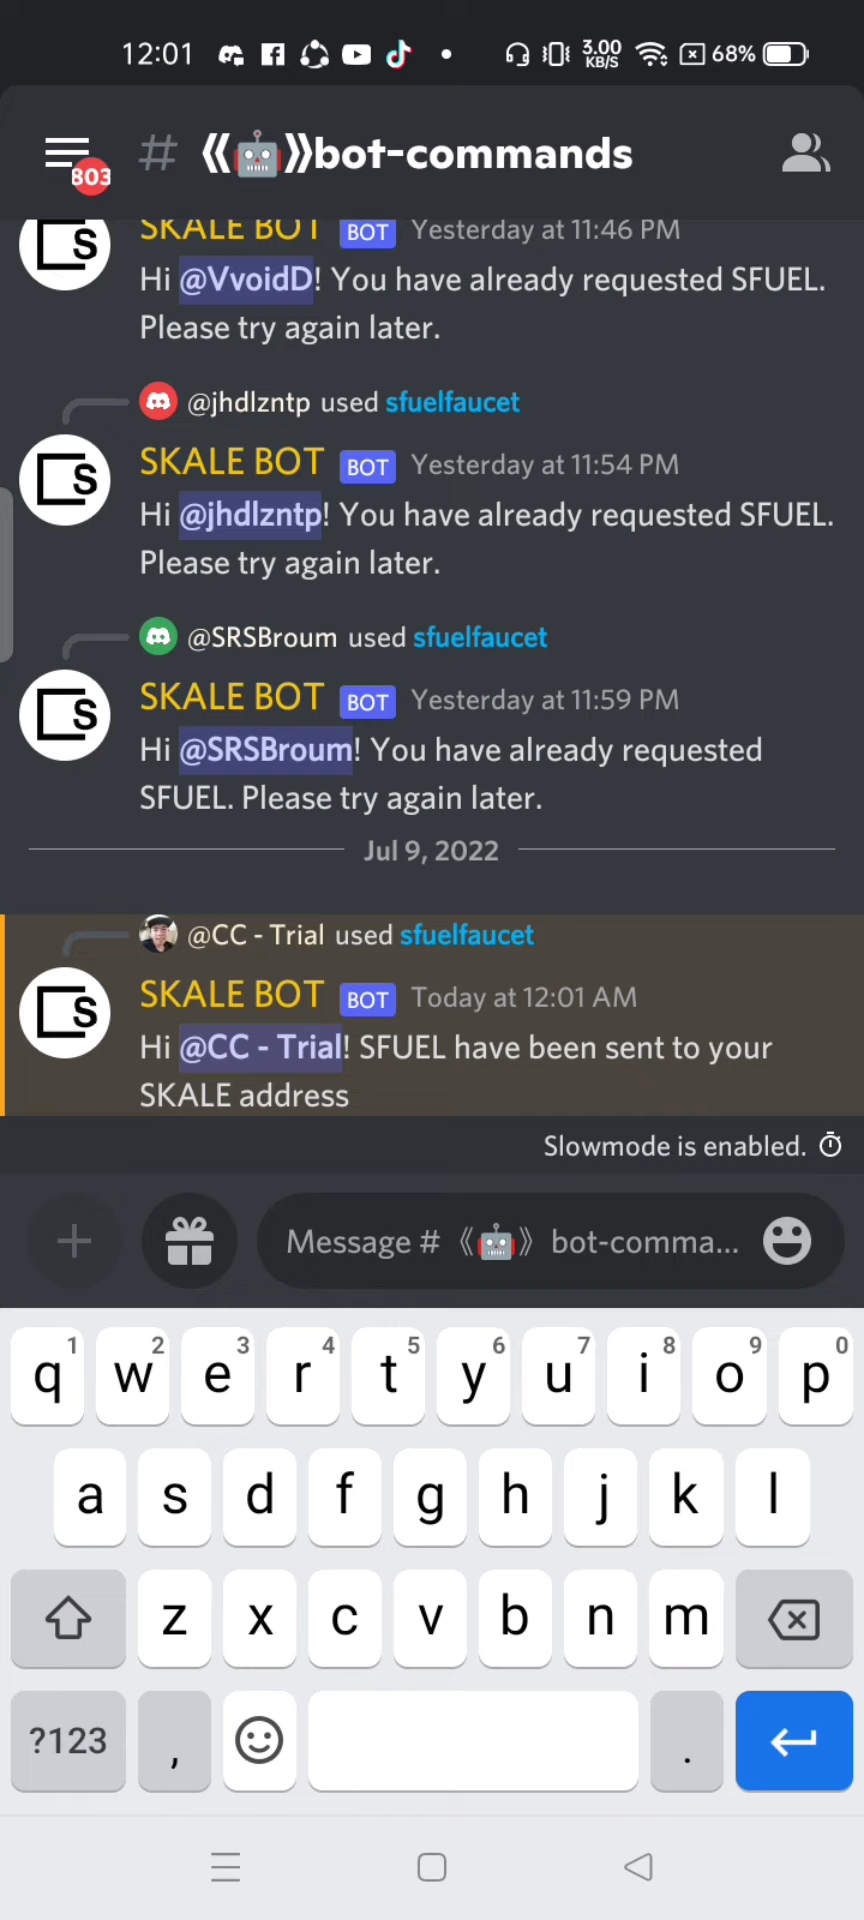 12:01 3.00 KB/S 68%
803 # 《🤖》bot-commands
SKALE BOT BOT Yesterday at 11:46 PM
Hi @VvoidD! You have already requested SFUEL.
Please try again later.
@jhdlzntp used sfuelfaucet
SKALE BOT BOT Yesterday at 11:54 PM
Hi @jhdlzntp! You have already requested SFUEL.
Please try again later.
@SRSBroum used sfuelfaucet
SKALE BOT BOT Yesterday at 11:59 PM
Hi @SRSBroum! You have already requested
SFUEL. Please try again later.
Jul 9, 2022
@CC - Trial used sfuelfaucet
SKALE BOT BOT Today at 12:01 AM
Hi @CC - Trial! SFUEL have been sent to your
SKALE address
Slowmode is enabled.
Message # 《🤖》 bot-comma...
1 2 3 4 5 6 7 8 9 0
q w e r t y u i o p
a s d f g h j k l
z x c v b n m
?123 , .